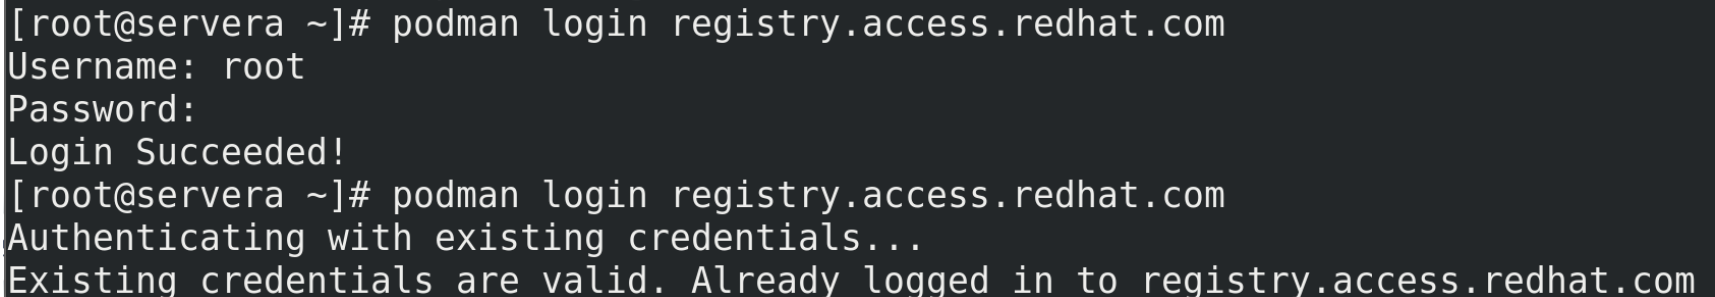 [root@servera ~]# podman login registry.access.redhat.com
Username: root
Password:
Login Succeeded!
[root@servera ~]# podman login registry.access.redhat.com
Authenticating with existing credentials...
Existing credentials are valid. Already logged in to registry.access.redhat.com